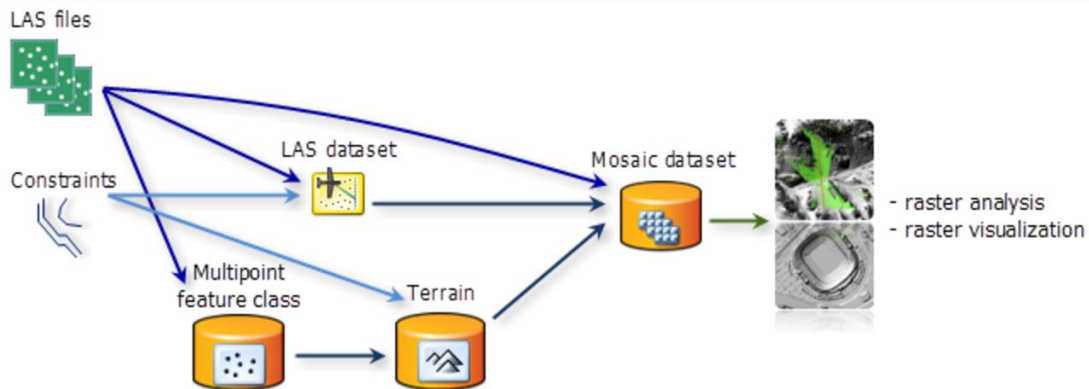 LAS files
LAS dataset
Mosaic dataset
Constraints
- raster analysis
- raster visualization
Multipoint
feature class
Terrain